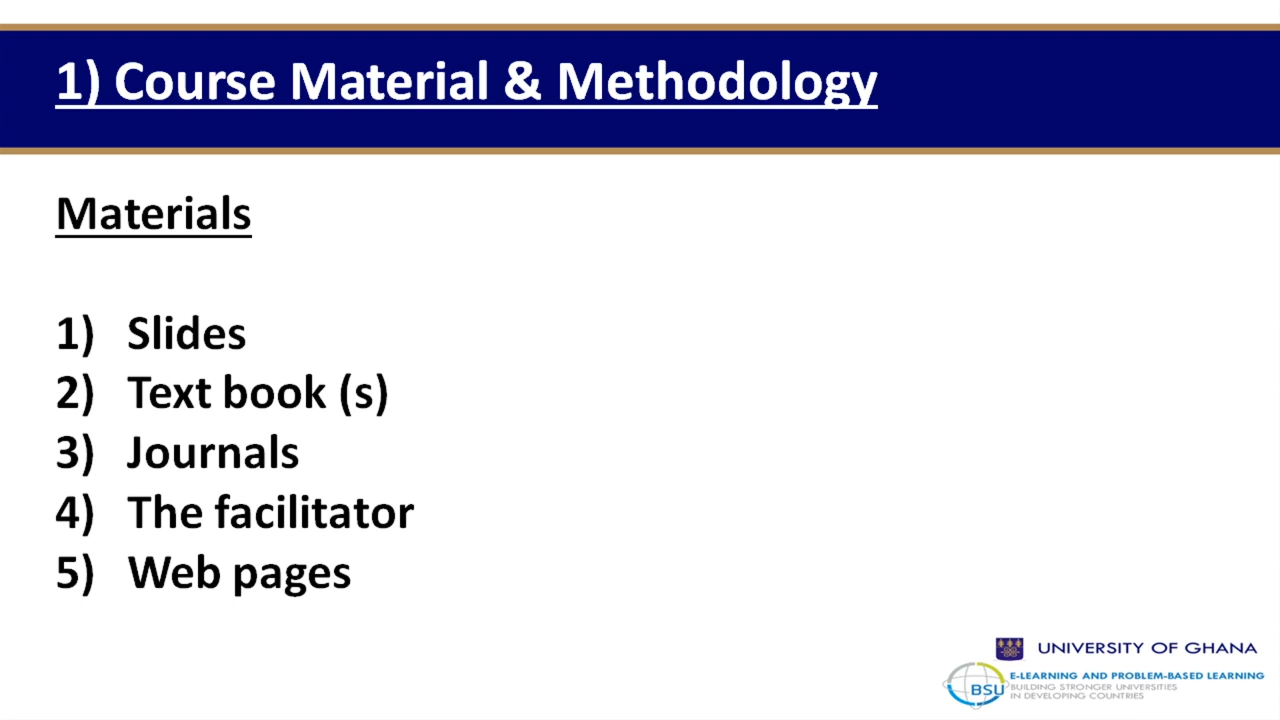 1) Course Material & Methodology
Materials
1) Slides
2) Text book (s)
3) Journals
4) The facilitator
5) Web pages
UNIVERSITY OF GHANA
BSU
E-LEARNING AND PROBLEM-BASED LEARNING
BUILDING STRONGER UNIVERSITIES
IN DEVELOPING COUNTRIES